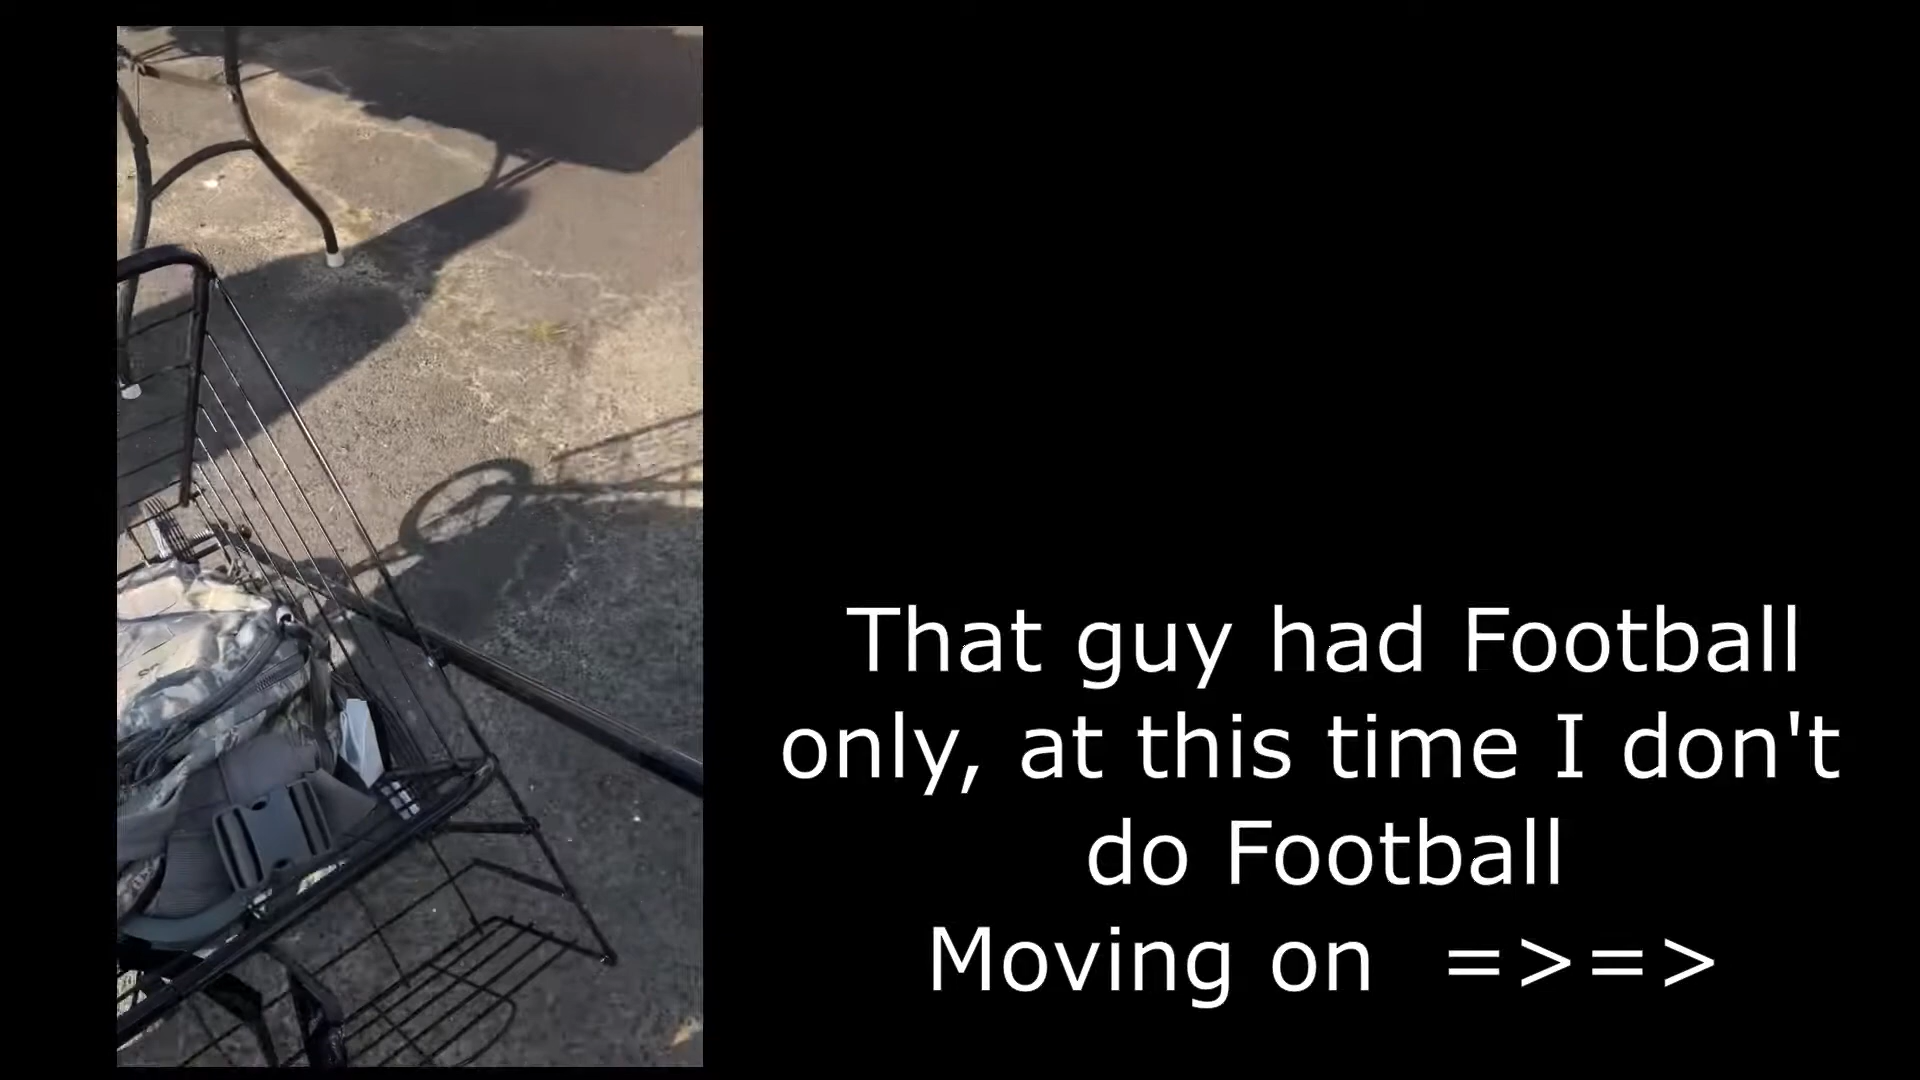 That guy had Football
only, at this time I don't
do Football
Moving on  =>=>